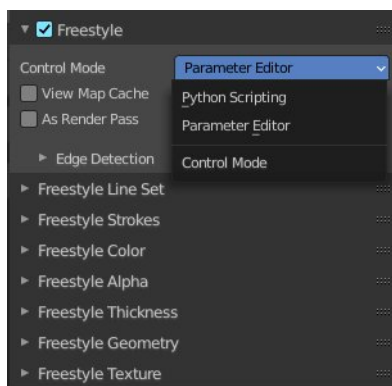 Freestyle
Control Mode Parameter Editor
View Map Cache
Python Scripting
As Render Pass
Parameter Editor
Edge Detection
Control Mode
Freestyle Line Set
Freestyle Strokes
Freestyle Color
Freestyle Alpha
Freestyle Thickness
Freestyle Geometry
Freestyle Texture